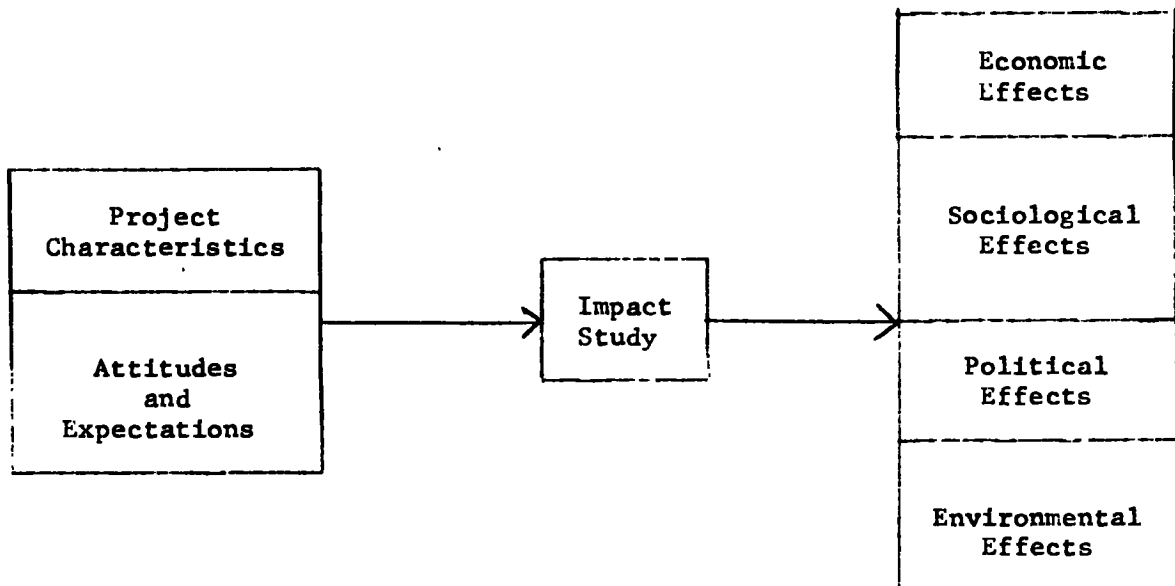 Project
Characteristics
Attitudes
and
Expectations
Impact
Study
Economic
Effects
Sociological
Effects
Political
Effects
Environmental
Effects